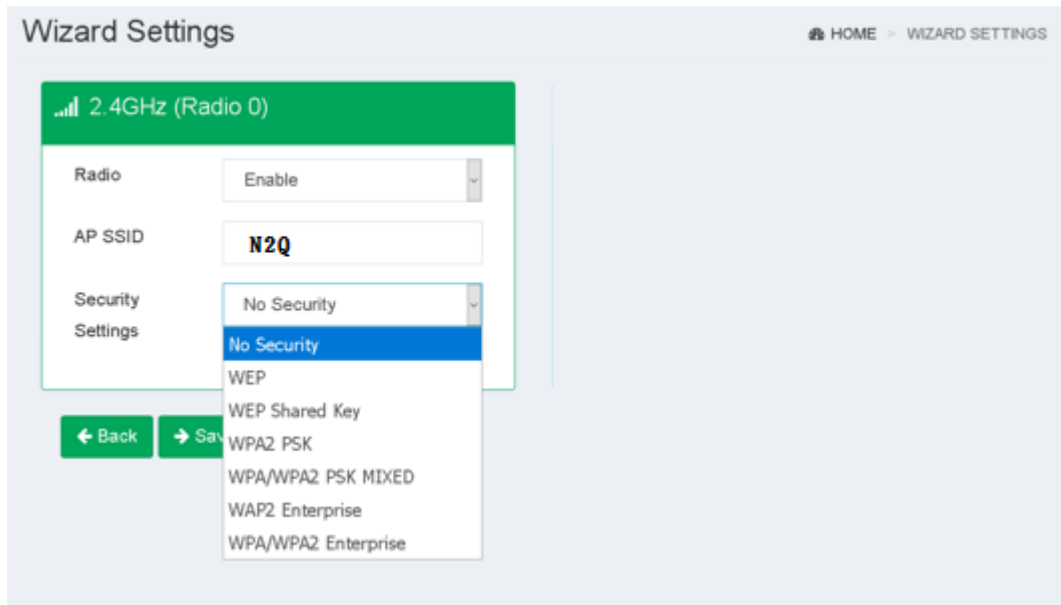 Wizard Settings
HOME > WIZARD SETTINGS
2.4GHz (Radio 0)
Radio
Enable
AP SSID
N2Q
Security
Settings
No Security
No Security
WEP
WEP Shared Key
WPA2 PSK
WPA/WPA2 PSK MIXED
WAP2 Enterprise
WPA/WPA2 Enterprise
Back